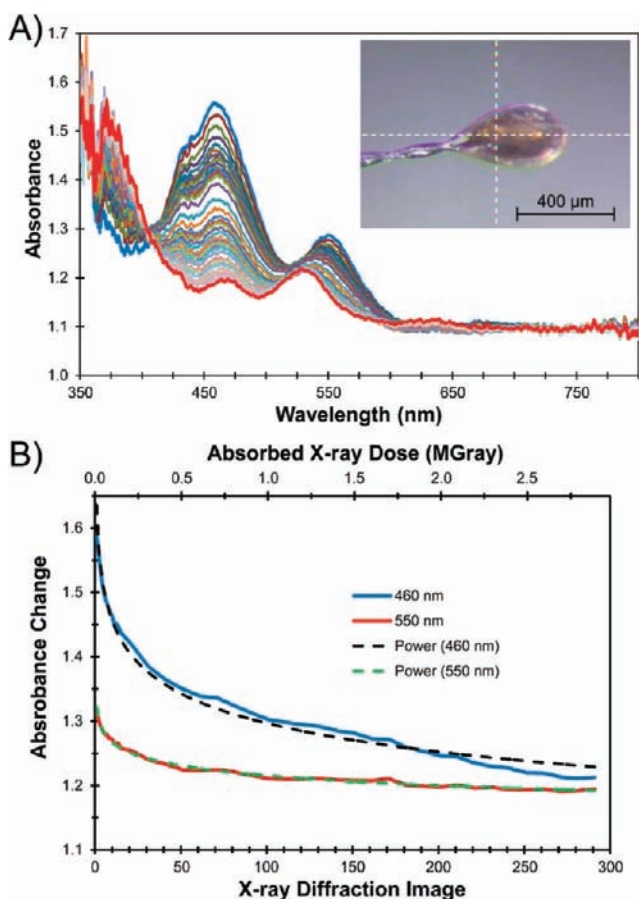 A)
1.7
1.6
1.5
1.4
1.3
1.2
1.1
1.0
Absorbance
350
450
550
650
750
Wavelength (nm)
400 µm
B)
Absorbed X-ray Dose (MGray)
0.0
0.5
1.0
1.5
2.0
2.5
1.6
1.5
1.4
1.3
1.2
1.1
Absrobance Change
460 nm
550 nm
Power (460 nm)
Power (550 nm)
0
50
100
150
200
250
300
X-ray Diffraction Image